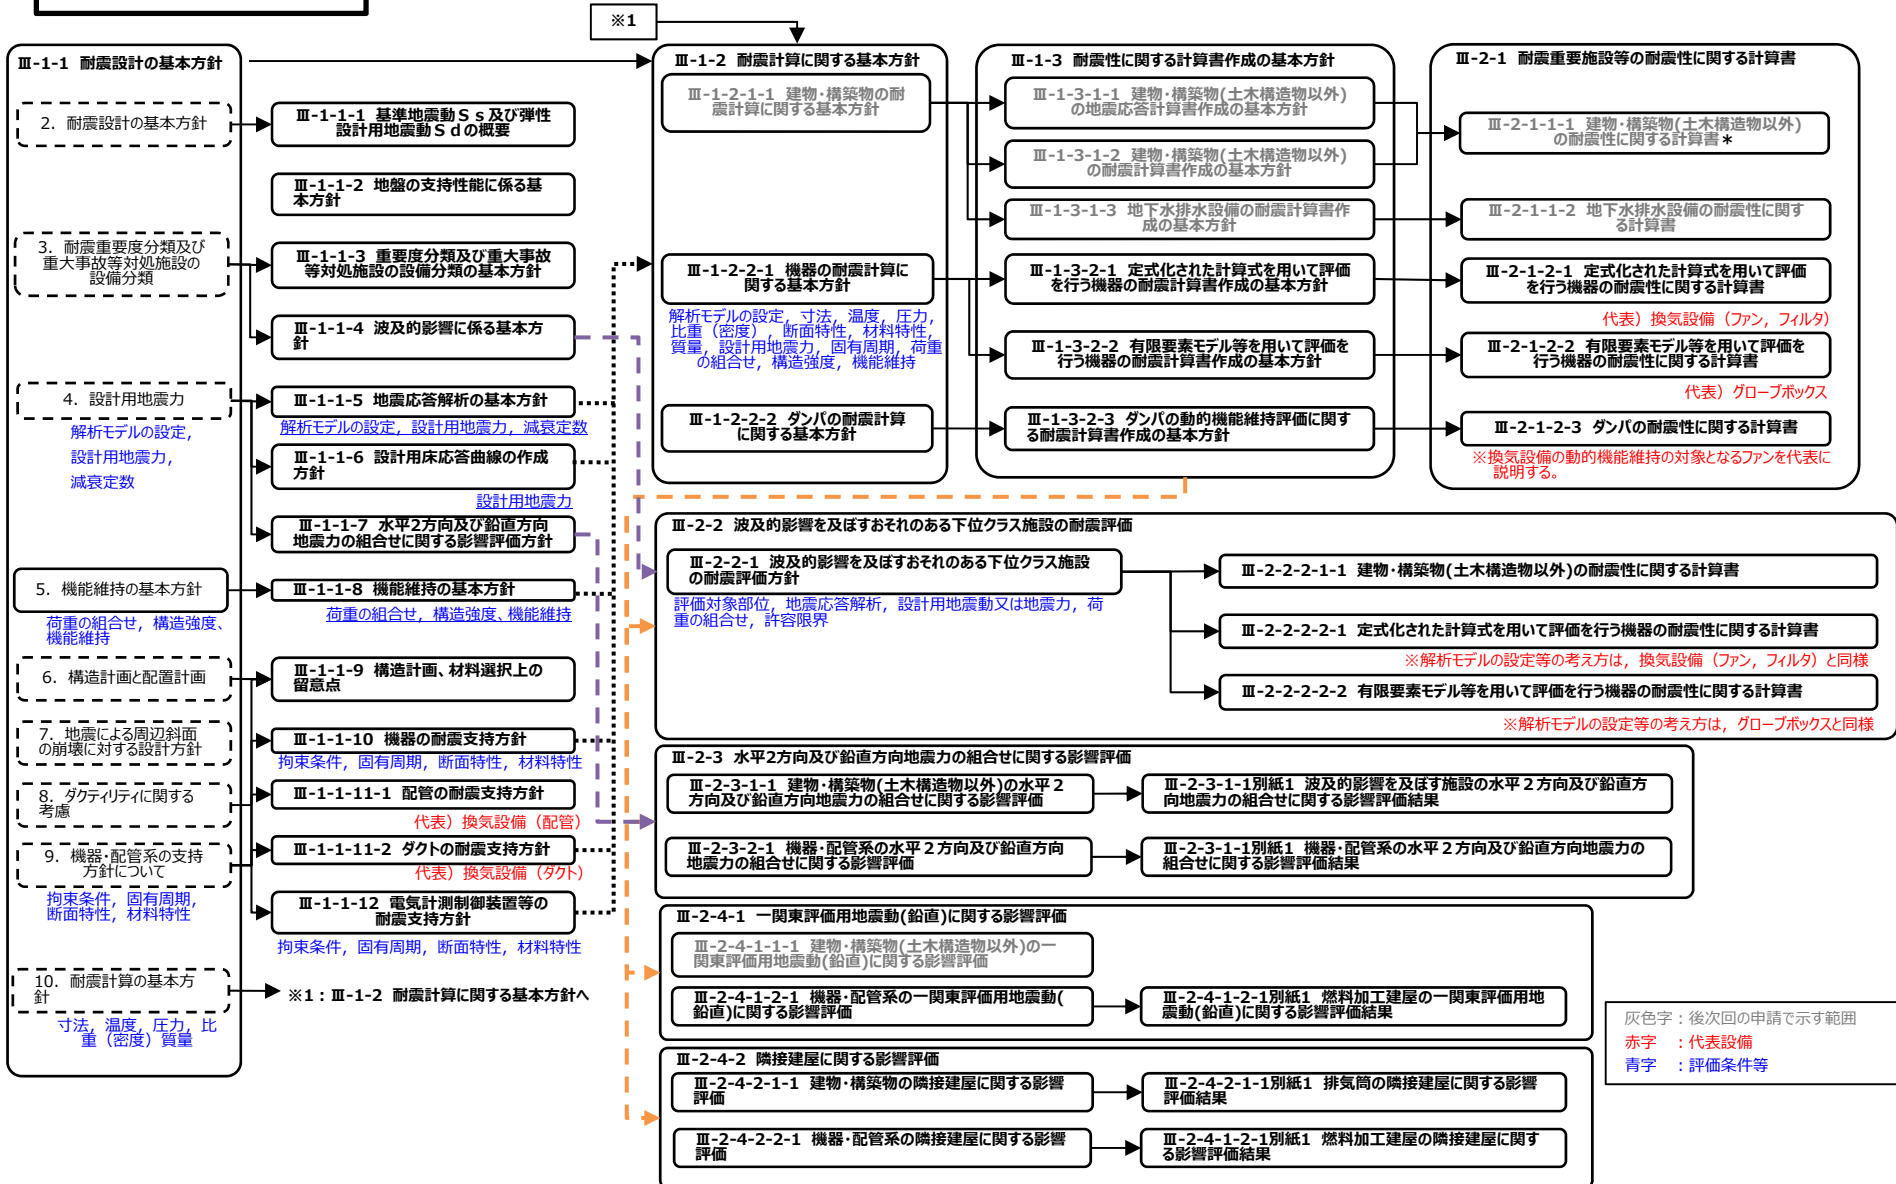 ※1
Ⅲ-1-1 耐震設計の基本方針
2. 耐震設計の基本方針
3. 耐震重要度分類及び
重大事故等対処施設の
設備分類
4. 設計用地震力
解析モデルの設定,
設計用地震力,
減衰定数
5. 機能維持の基本方針
荷重の組合せ, 構造強度、
機能維持
6. 構造計画と配置計画
7. 地震による周辺斜面
の崩壊に対する設計方針
8. ダクティリティに関する
考慮
9. 機器・配管系の支持
方針について
拘束条件, 固有周期,
断面特性, 材料特性
10. 耐震計算の基本方
針
寸法, 温度, 圧力, 比
重（密度）質量
Ⅲ-1-1-1 基準地震動Ｓｓ及び弾性
設計用地震動Ｓｄの概要
Ⅲ-1-1-2 地盤の支持性能に係る基
本方針
Ⅲ-1-1-3 重要度分類及び重大事故
等対処施設の設備分類の基本方針
Ⅲ-1-1-4 波及的影響に係る基本方
針
Ⅲ-1-1-5 地震応答解析の基本方針
解析モデルの設定, 設計用地震力, 減衰定数
Ⅲ-1-1-6 設計用床応答曲線の作成
方針
設計用地震力
Ⅲ-1-1-7 水平2方向及び鉛直方向
地震力の組合せに関する影響評価方針
Ⅲ-1-1-8 機能維持の基本方針
荷重の組合せ, 構造強度、機能維持
Ⅲ-1-1-9 構造計画、材料選択上の
留意点
Ⅲ-1-1-10 機器の耐震支持方針
拘束条件, 固有周期, 断面特性, 材料特性
Ⅲ-1-1-11-1 配管の耐震支持方針
代表）換気設備（配管）
Ⅲ-1-1-11-2 ダクトの耐震支持方針
代表）換気設備（ダクト）
Ⅲ-1-1-12 電気計測制御装置等の
耐震支持方針
拘束条件, 固有周期, 断面特性, 材料特性
※1：Ⅲ-1-2 耐震計算に関する基本方針へ
Ⅲ-1-2 耐震計算に関する基本方針
Ⅲ-1-2-1-1 建物・構築物の耐
震計算に関する基本方針
Ⅲ-1-2-2-1 機器の耐震計算に
関する基本方針
解析モデルの設定, 寸法, 温度, 圧力,
比重（密度）, 断面特性, 材料特性,
質量, 設計用地震力, 固有周期, 荷重
の組合せ, 構造強度, 機能維持
Ⅲ-1-2-2-2 ダンパの耐震計算
に関する基本方針
Ⅲ-1-3 耐震性に関する計算書作成の基本方針
Ⅲ-1-3-1-1 建物・構築物(土木構造物以外)
の地震応答計算書作成の基本方針
Ⅲ-1-3-1-2 建物・構築物(土木構造物以外)
の耐震計算書作成の基本方針
Ⅲ-1-3-1-3 地下水排水設備の耐震計算書作
成の基本方針
Ⅲ-1-3-2-1 定式化された計算式を用いて評価
を行う機器の耐震計算書作成の基本方針
Ⅲ-1-3-2-2 有限要素モデル等を用いて評価を
行う機器の耐震計算書作成の基本方針
Ⅲ-1-3-2-3 ダンパの動的機能維持評価に関す
る耐震計算書作成の基本方針
Ⅲ-2-1 耐震重要施設等の耐震性に関する計算書
Ⅲ-2-1-1-1 建物・構築物(土木構造物以外)
の耐震性に関する計算書＊
Ⅲ-2-1-1-2 地下水排水設備の耐震性に関す
る計算書
Ⅲ-2-1-2-1 定式化された計算式を用いて評価
を行う機器の耐震性に関する計算書
代表）換気設備（ファン, フィルタ）
Ⅲ-2-1-2-2 有限要素モデル等を用いて評価を
行う機器の耐震性に関する計算書
代表）グローブボックス
Ⅲ-2-1-2-3 ダンパの耐震性に関する計算書
※換気設備の動的機能維持の対象となるファンを代表に
説明する。
Ⅲ-2-2 波及的影響を及ぼすおそれのある下位クラス施設の耐震評価
Ⅲ-2-2-1 波及的影響を及ぼすおそれのある下位クラス施設
の耐震評価方針
評価対象部位, 地震応答解析, 設計用地震動又は地震力, 荷
重の組合せ, 許容限界
Ⅲ-2-2-2-1-1 建物・構築物(土木構造物以外)の耐震性に関する計算書
Ⅲ-2-2-2-2-1 定式化された計算式を用いて評価を行う機器の耐震性に関する計算書
※解析モデルの設定等の考え方は, 換気設備（ファン, フィルタ）と同様
Ⅲ-2-2-2-2-2 有限要素モデル等を用いて評価を行う機器の耐震性に関する計算書
※解析モデルの設定等の考え方は, グローブボックスと同様
Ⅲ-2-3 水平2方向及び鉛直方向地震力の組合せに関する影響評価
Ⅲ-2-3-1-1 建物・構築物(土木構造物以外)の水平２
方向及び鉛直方向地震力の組合せに関する影響評価
Ⅲ-2-3-1-1別紙1 波及的影響を及ぼす施設の水平２方向及び鉛直方
向地震力の組合せに関する影響評価結果
Ⅲ-2-3-2-1 機器・配管系の水平２方向及び鉛直方向
地震力の組合せに関する影響評価
Ⅲ-2-3-1-1別紙1 機器・配管系の水平２方向及び鉛直方向地震力の
組合せに関する影響評価結果
Ⅲ-2-4-1 一関東評価用地震動(鉛直)に関する影響評価
Ⅲ-2-4-1-1-1 建物・構築物(土木構造物以外)の一
関東評価用地震動(鉛直)に関する影響評価
Ⅲ-2-4-1-2-1 機器・配管系の一関東評価用地震動(
鉛直)に関する影響評価
Ⅲ-2-4-1-2-1別紙1 燃料加工建屋の一関東評価用地
震動(鉛直)に関する影響評価結果
Ⅲ-2-4-2 隣接建屋に関する影響評価
Ⅲ-2-4-2-1-1 建物・構築物の隣接建屋に関する影響
評価
Ⅲ-2-4-2-1-1別紙1 排気筒の隣接建屋に関する影響
評価結果
Ⅲ-2-4-2-2-1 機器・配管系の隣接建屋に関する影響
評価
Ⅲ-2-4-1-2-1別紙1 燃料加工建屋の隣接建屋に関す
る影響評価結果
灰色字：後次回の申請で示す範囲
赤字 ：代表設備
青字 ：評価条件等